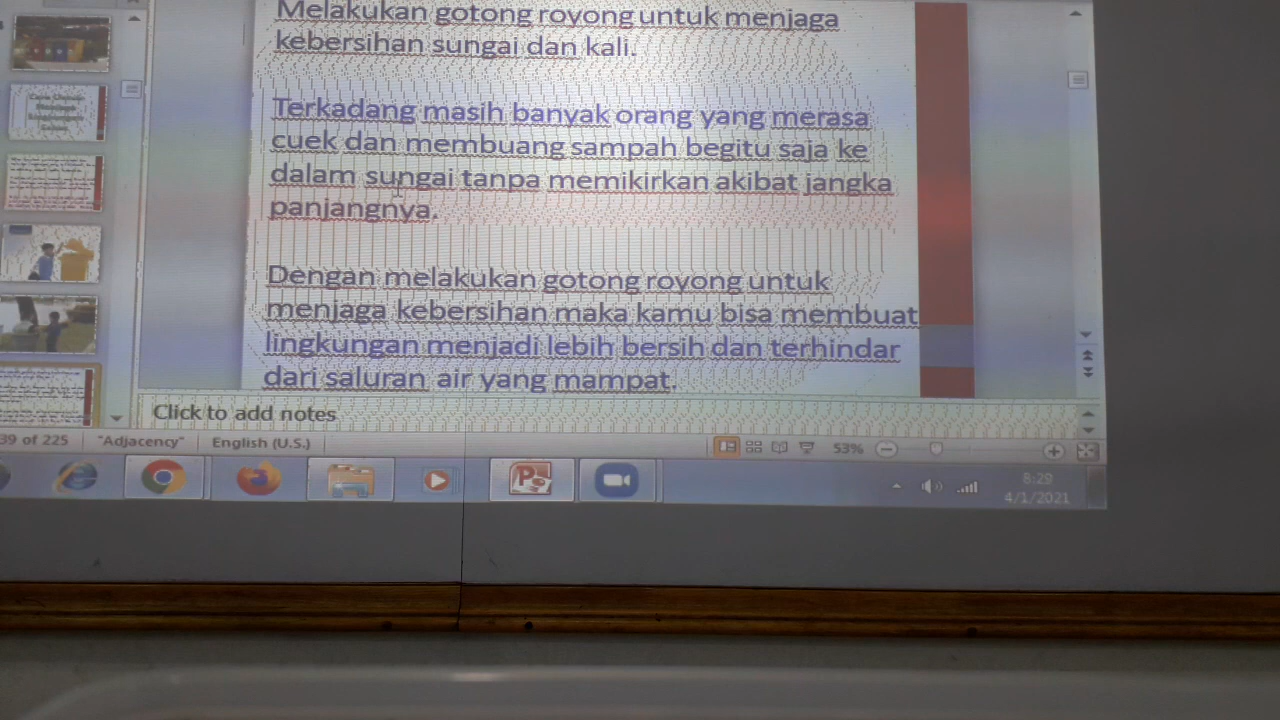 Melakukan gotong royong untuk menjaga
kebersihan sungai dan kali.
Terkadang masih banyak orang yang merasa
cuek dan membuang sampah begitu saja ke
dalam sungai tanpa memikirkan akibat jangka
panjangnya.
Dengan melakukan gotong royong untuk
menjaga kebersihan maka kamu bisa membuat
lingkungan menjadi lebih bersih dan terhindar
dari saluran air yang mampat.
Click to add notes
39 of 225 "Adjacency" English (U.S.) 53%
8:29
4/1/2021